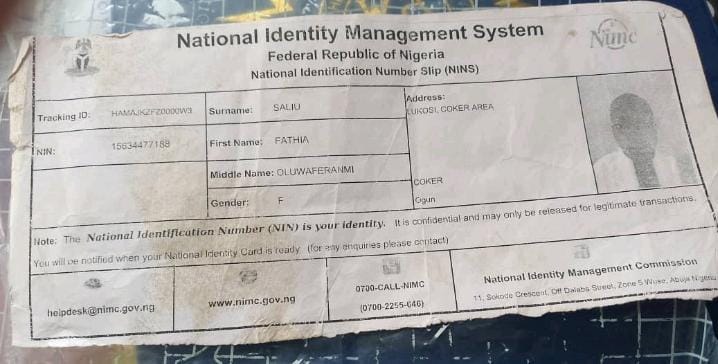 National Identity Management System
Nimc
Federal Republic of Nigeria
National Identification Number Slip (NINS)
Tracking ID:
Surname: SALIU
Address:
LUKOSI, COKER AREA
NIN: 15634477188
First Name: FATHIA
Middle Name: OLUWAFERANMI
COKER
Gender: F
Ogun
Note: The National Identification Number (NIN) is your identity. It is confidential and may only be released for legitimate transactions.
You will be notified when your National Identity Card is ready (for any enquiries please contact)
helpdesk@nimc.gov.ng
www.nimc.gov.ng
0700-CALL-NIMC
(0700-2255-646)
National Identity Management Commission
11, Sokode Crescent, Off Dalaba Street, Zone 5 Wuse, Abuja Nigeria